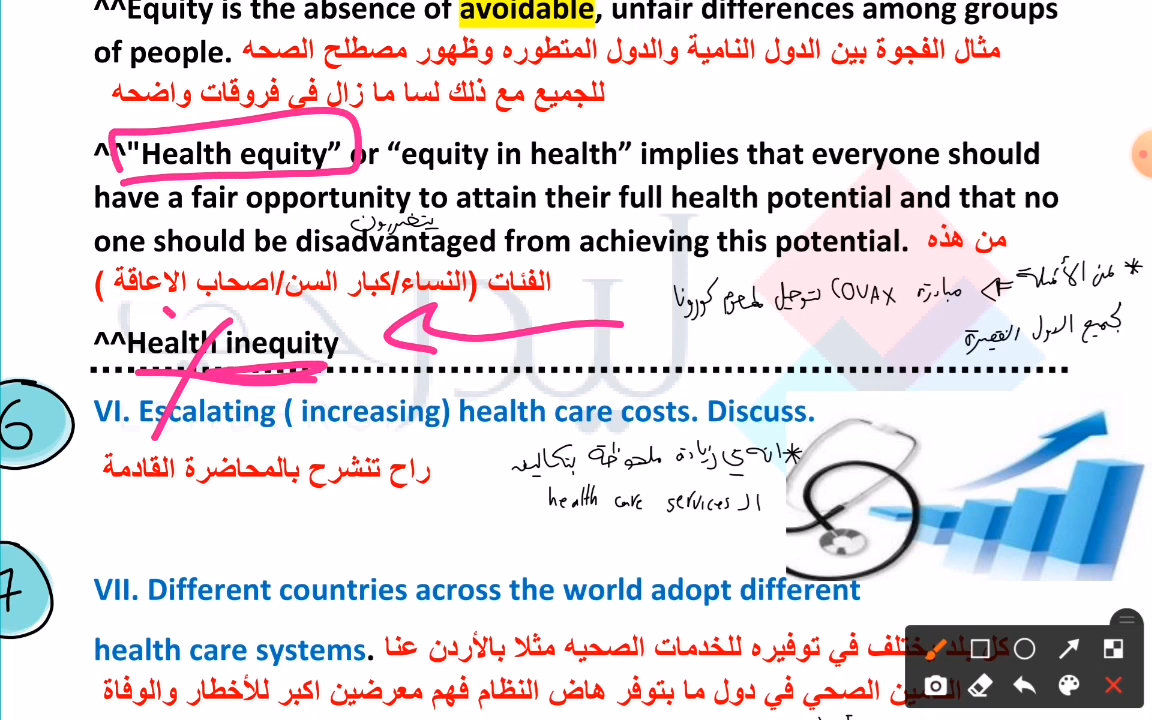 ^^Equity is the absence of avoidable, unfair differences among groups
of people. مثال الفجوة بين الدول النامية والدول المتطوره وظهور مصطلح الصحه
للجميع مع ذلك لسا ما زال في فروقات واضحه
^^"Health equity” or “equity in health” implies that everyone should
have a fair opportunity to attain their full health potential and that no
يتضررون
one should be disadvantaged from achieving this potential. من هذه
الفئات (النساء/كبار السن/اصحاب الاعاقة )
* من الأمثلة مبادرة COVAX توصيل لمطعوم كورونا
لجميع الدول الفقيرة
^^Health inequity
6
VI. Escalating ( increasing) health care costs. Discuss.
راح تنشرح بالمحاضرة القادمة
* زيادة ملحوظة بتكاليف
الـ health care services
7
VII. Different countries across the world adopt different
health care systems. كل بلد يختلف في توفيره للخدمات الصحيه مثلا بالأردن عنا
التامين الصحي في دول ما بتوفر هاض النظام فهم معرضين اكبر للأخطار والوفاة